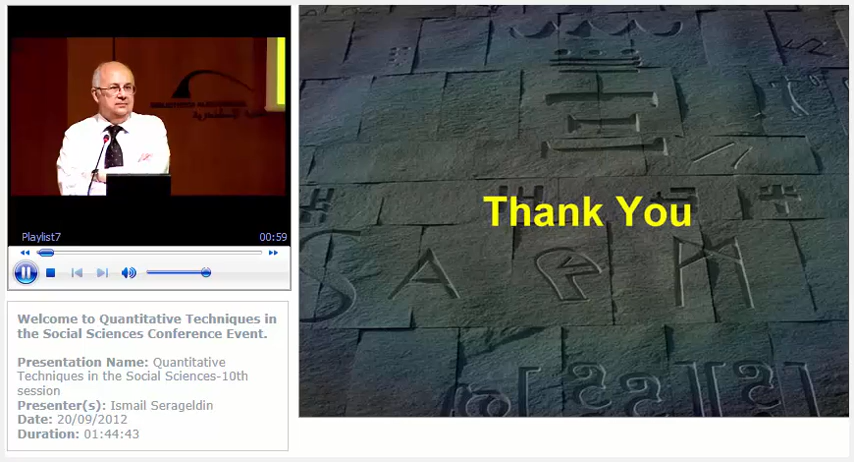 Playlist7
00:59
Welcome to Quantitative Techniques in
the Social Sciences Conference Event.
Presentation Name: Quantitative
Techniques in the Social Sciences-10th
session
Presenter(s): Ismail Serageldin
Date: 20/09/2012
Duration: 01:44:43
Thank You